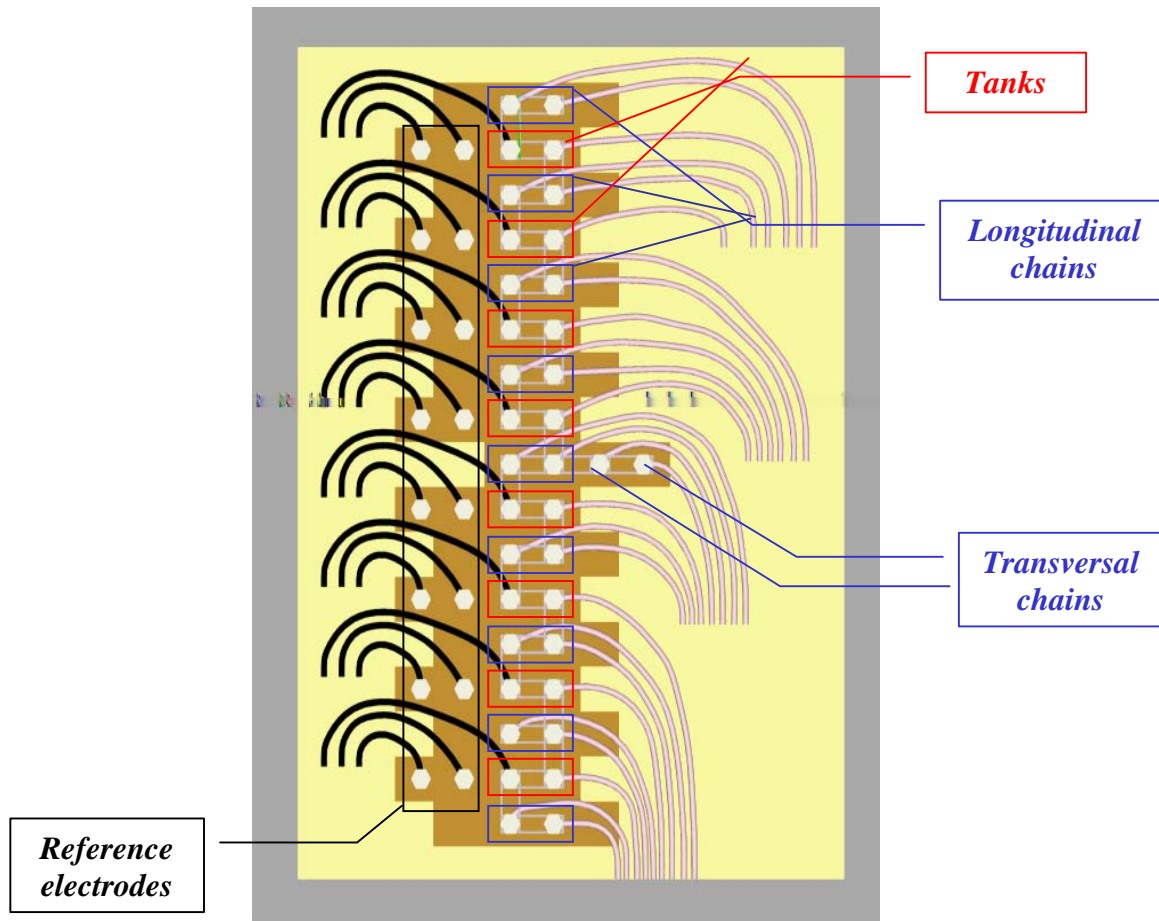 Tanks
Longitudinal
chains
Transversal
chains
Reference
electrodes